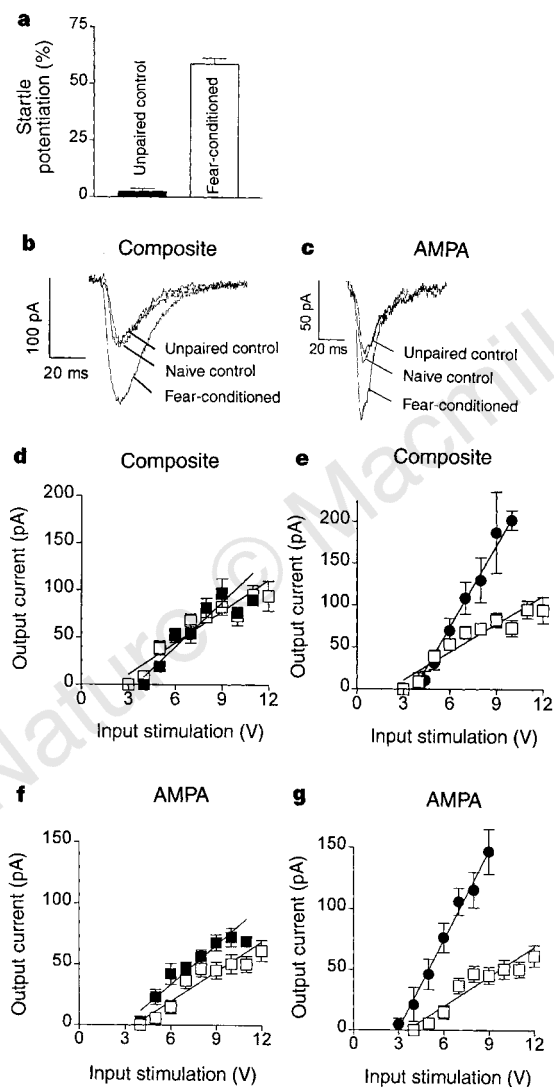 a
75
50
25
0
Startle
potentiation (%)
Unpaired control
Fear-conditioned
b
Composite
100 pA
20 ms
Unpaired control
Naive control
Fear-conditioned
c
AMPA
50 pA
20 ms
Unpaired control
Naive control
Fear-conditioned
d
Composite
200
150
100
50
0
Output current (pA)
0 3 6 9 12
Input stimulation (V)
e
Composite
200
150
100
50
0
Output current (pA)
0 3 6 9 12
Input stimulation (V)
f
AMPA
150
100
50
0
Output current (pA)
0 3 6 9 12
Input stimulation (V)
g
AMPA
150
100
50
0
Output current (pA)
0 3 6 9 12
Input stimulation (V)
Nature © Macmill